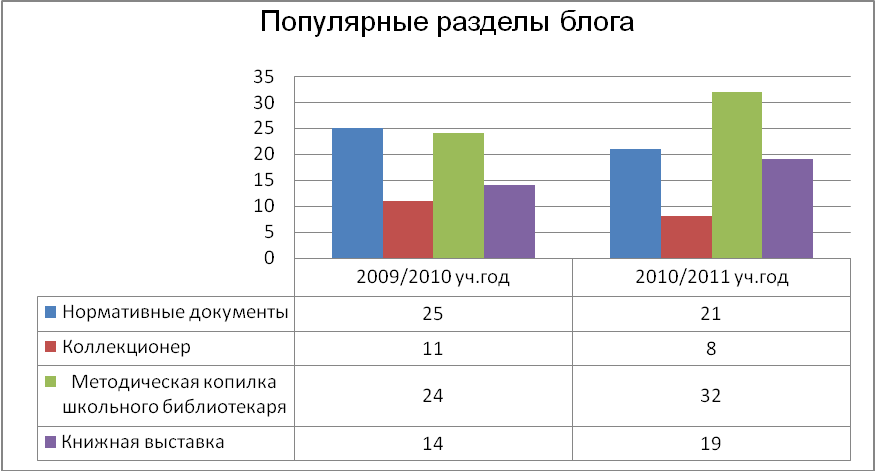 Популярные разделы блога
35
30
25
20
15
10
5
0
2009/2010 уч.год 2010/2011 уч.год
Нормативные документы 25 21
Коллекционер 11 8
Методическая копилка
школьного библиотекаря 24 32
Книжная выставка 14 19